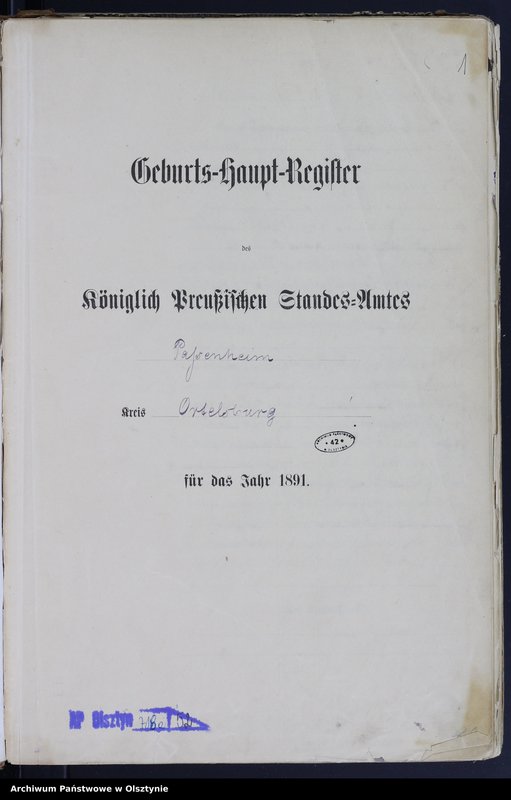 1
Geburts-Haupt-Register
des
Königlich Preußischen Standes-Amtes
Passenheim
Kreis Ortelsburg
42
für das Jahr 1891.
AP Olsztyn
Archiwum Państwowe w Olsztynie